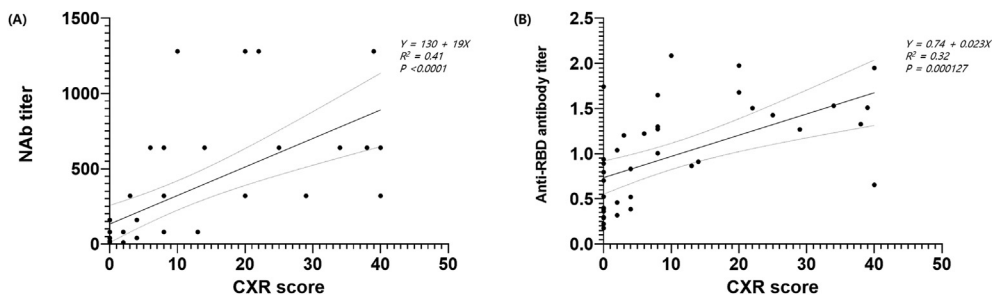 (A)
1500
1000
500
0
NAb titer
Y = 130 + 19X
R² = 0.41
P <0.0001
0 10 20 30 40 50
CXR score
(B)
2.5
2.0
1.5
1.0
0.5
0.0
Anti-RBD antibody titer
Y = 0.74 + 0.023X
R² = 0.32
P = 0.000127
0 10 20 30 40 50
CXR score